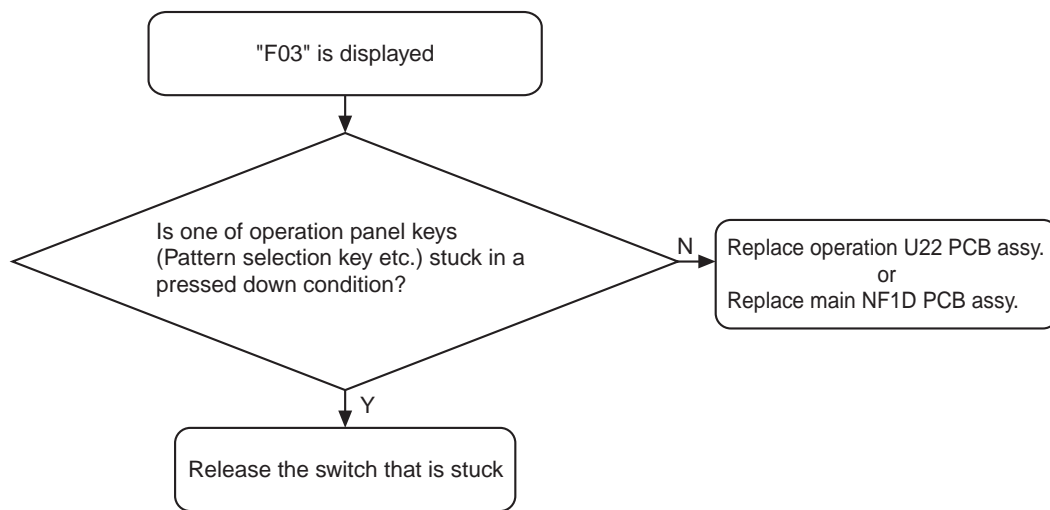 "F03" is displayed
Is one of operation panel keys
(Pattern selection key etc.) stuck in a
pressed down condition?
N
Replace operation U22 PCB assy.
or
Replace main NF1D PCB assy.
Y
Release the switch that is stuck